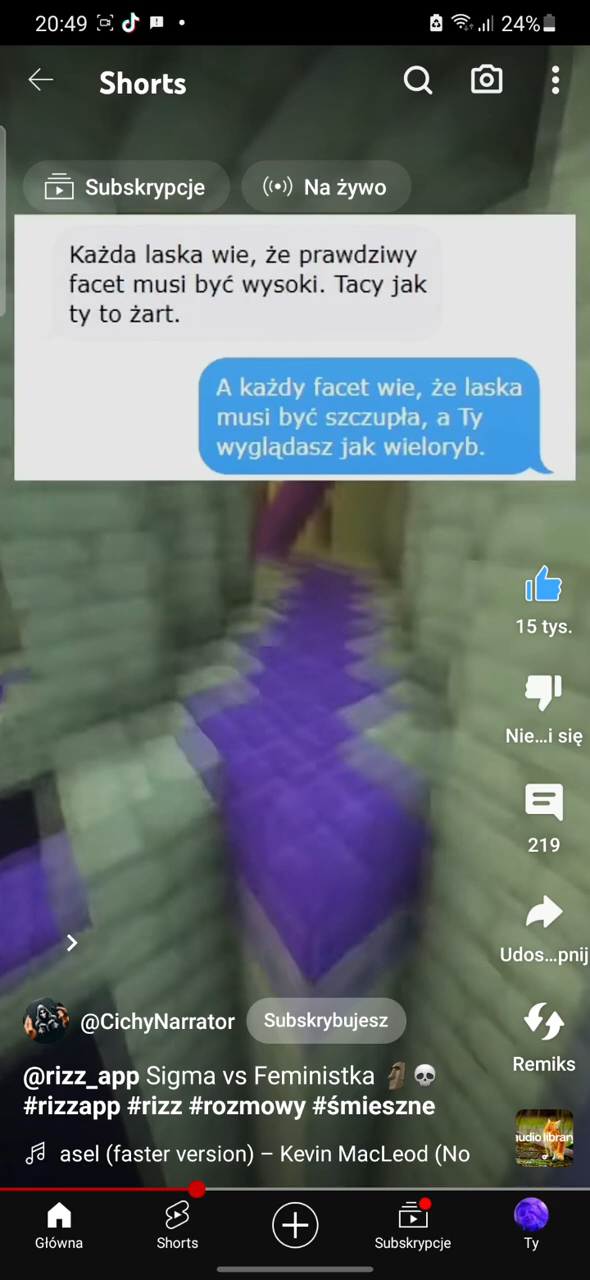 20:49
24%
Shorts
Subskrypcje
Na żywo
Każda laska wie, że prawdziwy
facet musi być wysoki. Tacy jak
ty to żart.
A każdy facet wie, że laska
musi być szczupła, a Ty
wyglądasz jak wieloryb.
15 tys.
Nie...i się
219
Udos...pnij
@CichyNarrator
Subskrybujesz
Remiks
@rizz_app Sigma vs Feministka 🗿💀
#rizzapp #rizz #rozmowy #śmieszne
audio library
asel (faster version) – Kevin MacLeod (No
Główna
Shorts
Subskrypcje
Ty